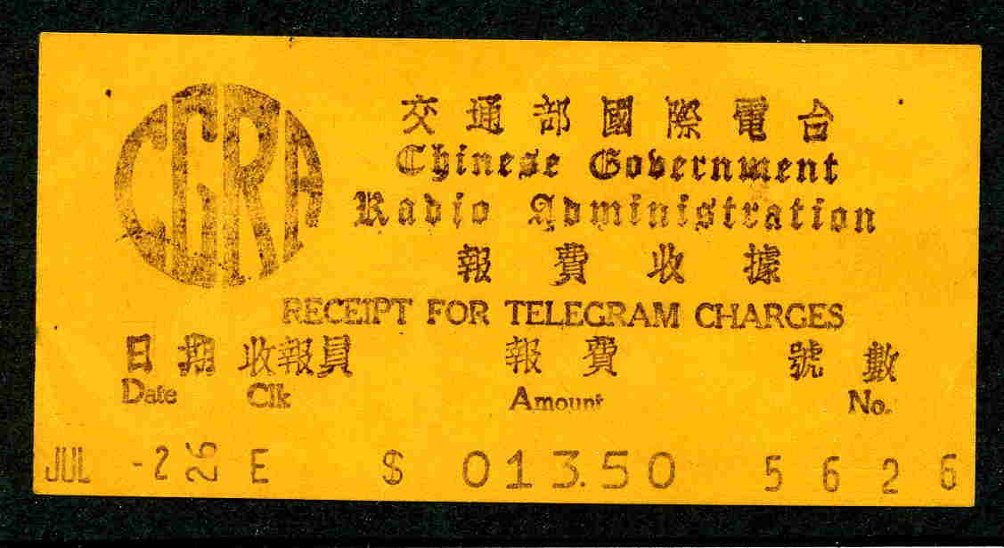 CGRA
交通部國際電台
Chinese Government
Radio Administration
報費收據
RECEIPT FOR TELEGRAM CHARGES
日期 收報員 報費 號數
Date Clk Amount No.
JUL -2 26 E $ 013.50 5626